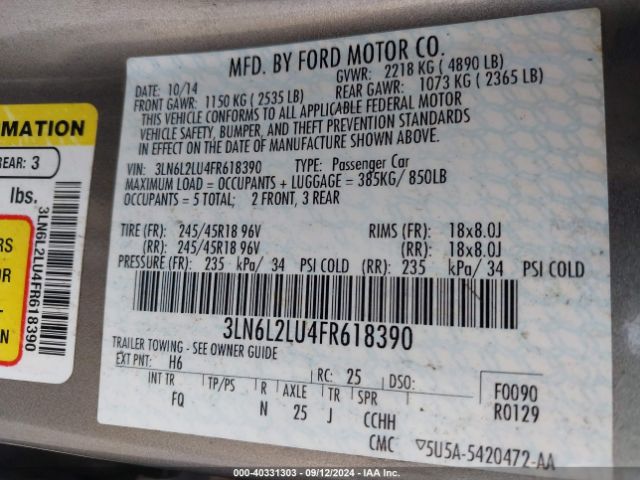 MFD. BY FORD MOTOR CO.
DATE: 10/14 GVWR: 2218 KG ( 4890 LB)
FRONT GAWR: 1150 KG ( 2535 LB) REAR GAWR: 1073 KG ( 2365 LB)
THIS VEHICLE CONFORMS TO ALL APPLICABLE FEDERAL MOTOR
VEHICLE SAFETY, BUMPER, AND THEFT PREVENTION STANDARDS
IN EFFECT ON THE DATE OF MANUFACTURE SHOWN ABOVE.
VIN: 3LN6L2LU4FR618390 TYPE: Passenger Car
MAXIMUM LOAD = OCCUPANTS + LUGGAGE = 385KG/ 850LB
OCCUPANTS = 5 TOTAL; 2 FRONT, 3 REAR
TIRE (FR): 245/45R18 96V RIMS (FR): 18x8.0J
(RR): 245/45R18 96V (RR): 18x8.0J
PRESSURE (FR): 235 kPa/ 34 PSI COLD (RR): 235 kPa/ 34 PSI COLD
3LN6L2LU4FR618390
TRAILER TOWING - SEE OWNER GUIDE
EXT PNT: H6 RC: 25 DSO:
INT TR TP/PS R AXLE TR SPR
FQ N 25 J CCHH
F0090
R0129
CMC 5U5A-5420472-AA
RMATION
REAR: 3
lbs.
3LN6L2LU4FR618390
RS
OR
ON
000-40331303 - 09/12/2024 - IAA Inc.